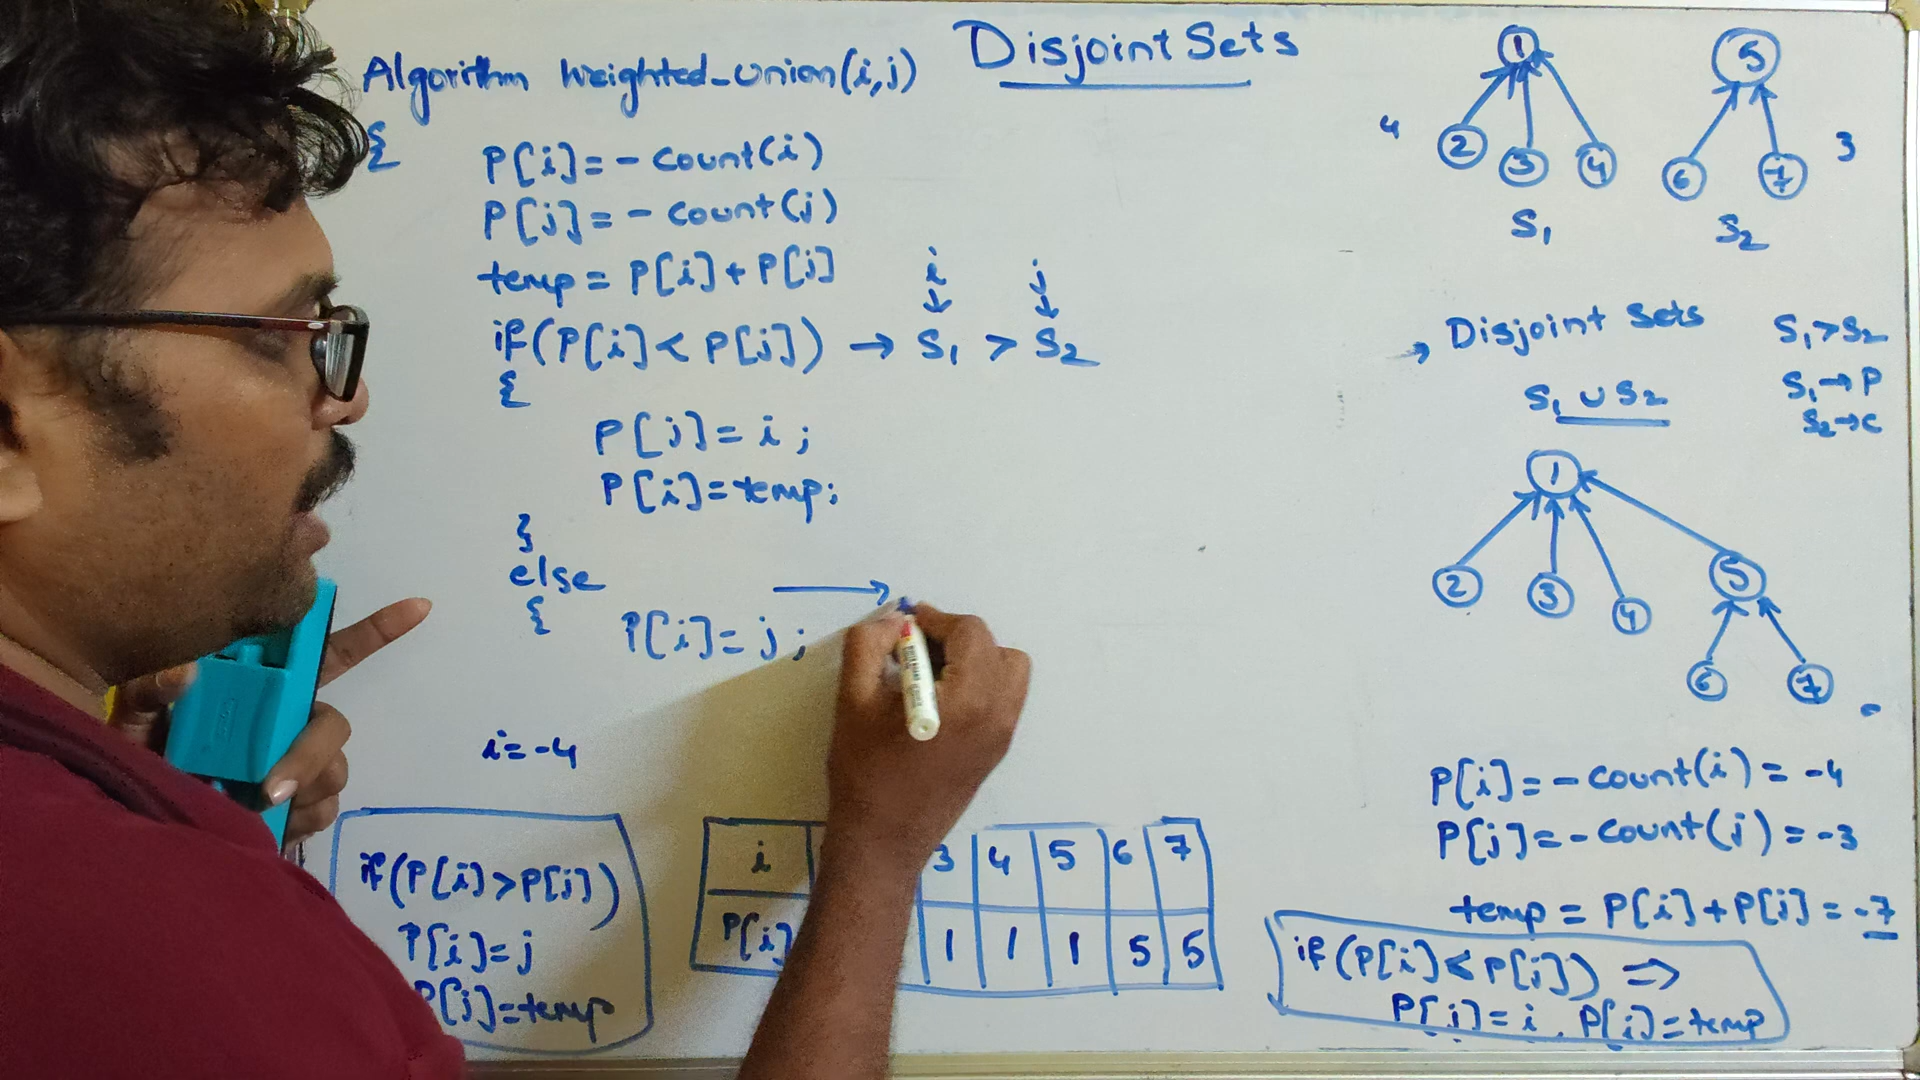 Disjoint Sets
Algorithm Weighted_Union(i,j)
{
P[i]= - count(i)
P[j]= - count(j)
temp = P[i]+P[j]
i j
↓ ↓
if(P[i]< P[j]) → S1 > S2
{
P[j]= i ;
P[i]=temp;
}
else
{
P[i]= j ;
i=-4
if(P[i]>P[j])
P[i]=j
P[j]=temp
i 3 4 5 6 7
P[i] 1 1 1 5 5
1 5
4 2 3 4 6 7 3
S1 S2
→ Disjoint Sets S1>S2
S1 ∪ S2 S1→P
S2→C
1
2 3 4 5
6 7
P[i]= - count(i) = -4
P[j]= - count(j) = -3
temp = P[i]+P[j] = -7
if (P[i]<P[j]) ⇒
P[j]= i, P[i]=temp